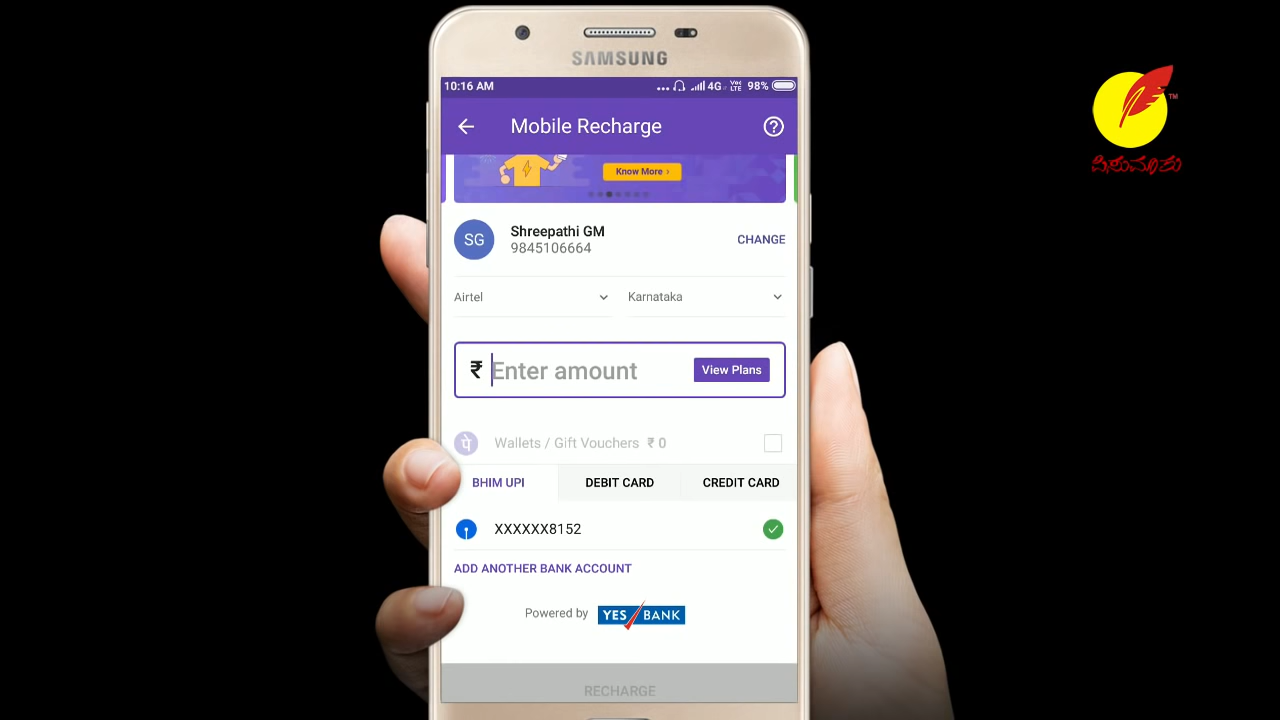 SAMSUNG
10:16 AM
4G VoLTE 98%
Mobile Recharge
Know More ›
SG
Shreepathi GM
9845106664
CHANGE
Airtel
Karnataka
₹ Enter amount
View Plans
पे Wallets / Gift Vouchers ₹ 0
BHIM UPI
DEBIT CARD
CREDIT CARD
XXXXXX8152
ADD ANOTHER BANK ACCOUNT
Powered by YES BANK
RECHARGE
TM
ಪಿಸುಮಾತು